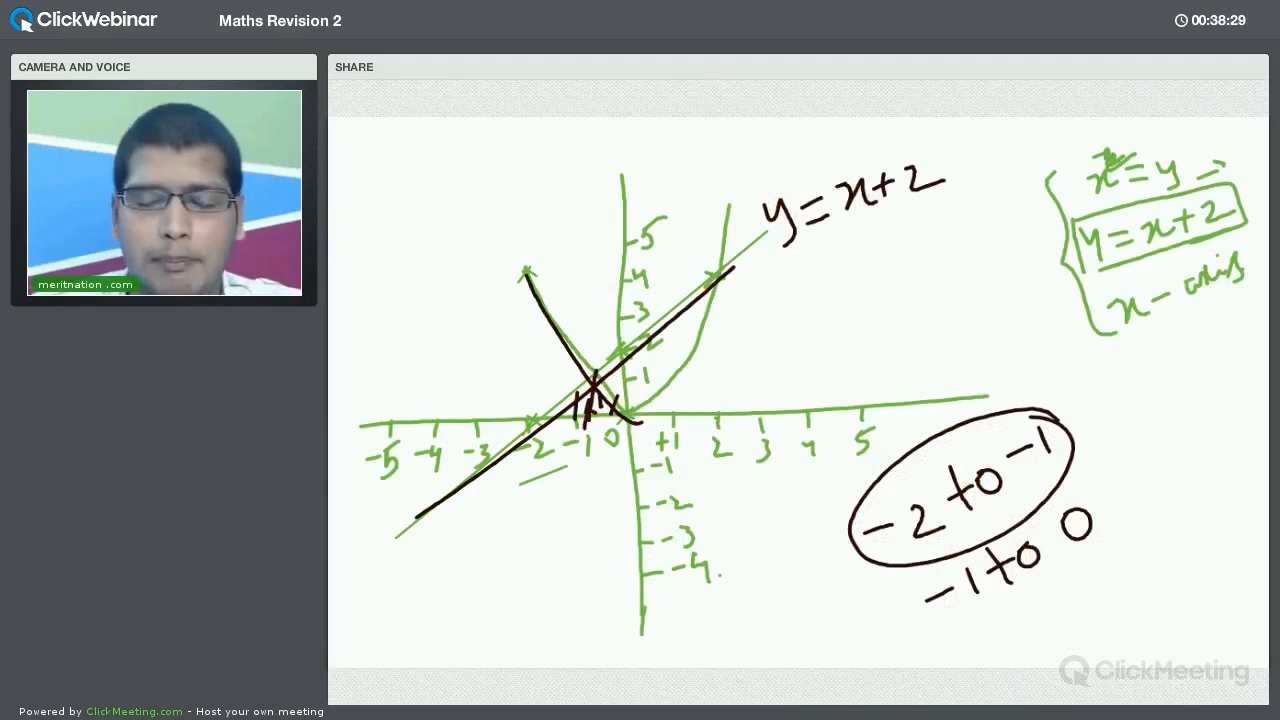 ClickWebinar
Maths Revision 2
00:38:29
CAMERA AND VOICE
SHARE
meritnation .com
y = x+2
= y
y = x+2
x - axis
5
4
3
2
1
-5 -4 -3 -2 -1 0 +1 2 3 4 5
-1
-2
-3
-4
-2 to -1
-1 to 0
ClickMeeting
Powered by ClickMeeting.com - Host your own meeting